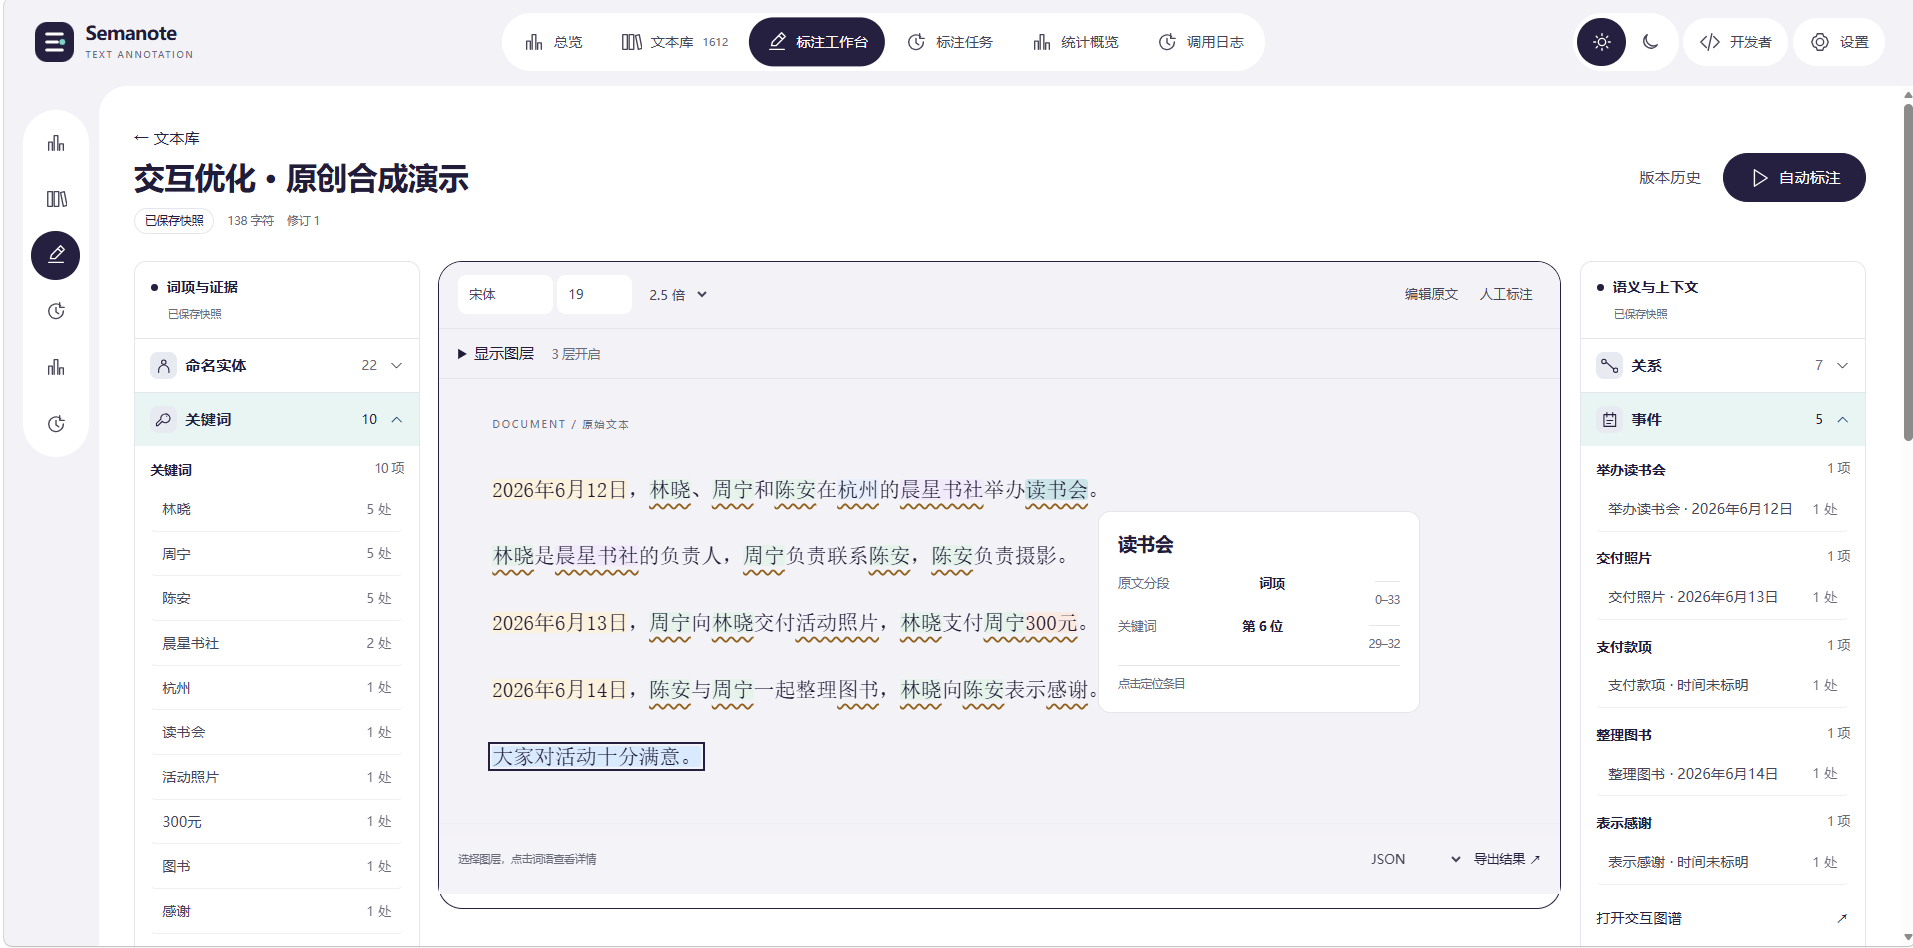 Semanote
TEXT ANNOTATION
总览
文本库 1612
标注工作台
标注任务
统计概览
调用日志
开发者
设置
← 文本库
交互优化 · 原创合成演示
已保存快照 138 字符 修订 1
版本历史
自动标注
词项与证据
已保存快照
命名实体 22
关键词 10
关键词 10 项
林晓 5 处
周宁 5 处
陈安 5 处
晨星书社 2 处
杭州 1 处
读书会 1 处
活动照片 1 处
300元 1 处
图书 1 处
感谢 1 处
宋体 19 2.5 倍 编辑原文 人工标注
显示图层 3 层开启
DOCUMENT / 原始文本
2026年6月12日，林晓、周宁和陈安在杭州的晨星书社举办读书会。
林晓是晨星书社的负责人，周宁负责联系陈安，陈安负责摄影。
2026年6月13日，周宁向林晓交付活动照片，林晓支付周宁300元。
2026年6月14日，陈安与周宁一起整理图书，林晓向陈安表示感谢。
大家对活动十分满意。
读书会
原文分段 词项 0–33
关键词 第 6 位 29–32
点击定位条目
选择图层，点击词语查看详情
JSON 导出结果 ↗
语义与上下文
已保存快照
关系 7
事件 5
举办读书会 1 项
举办读书会 · 2026年6月12日 1 处
交付照片 1 项
交付照片 · 2026年6月13日 1 处
支付款项 1 项
支付款项 · 时间未标明 1 处
整理图书 1 项
整理图书 · 2026年6月14日 1 处
表示感谢 1 项
表示感谢 · 时间未标明 1 处
打开交互图谱 ↗